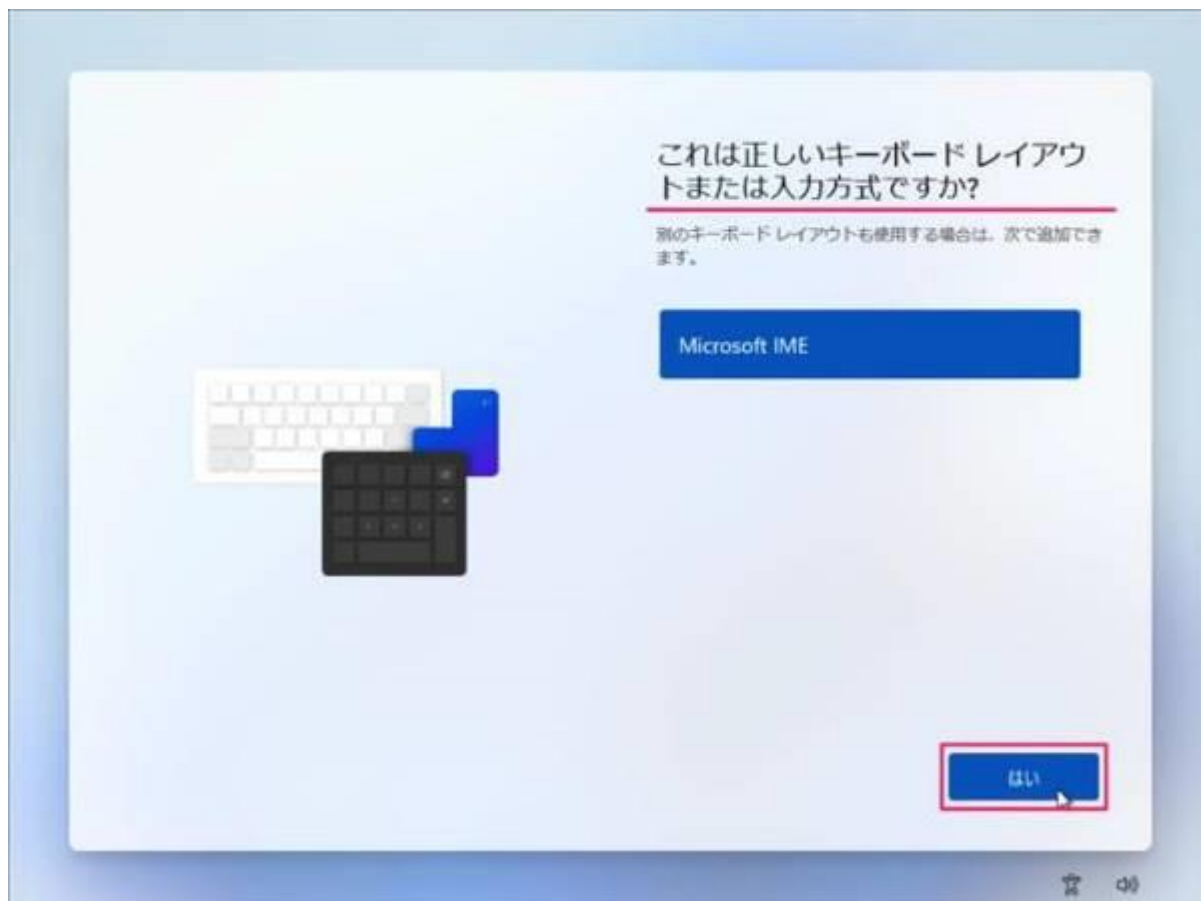 これは正しいキーボード レイアウ
トまたは入力方式ですか?
別のキーボード レイアウトも使用する場合は、次で追加でき
ます。
Microsoft IME
はい